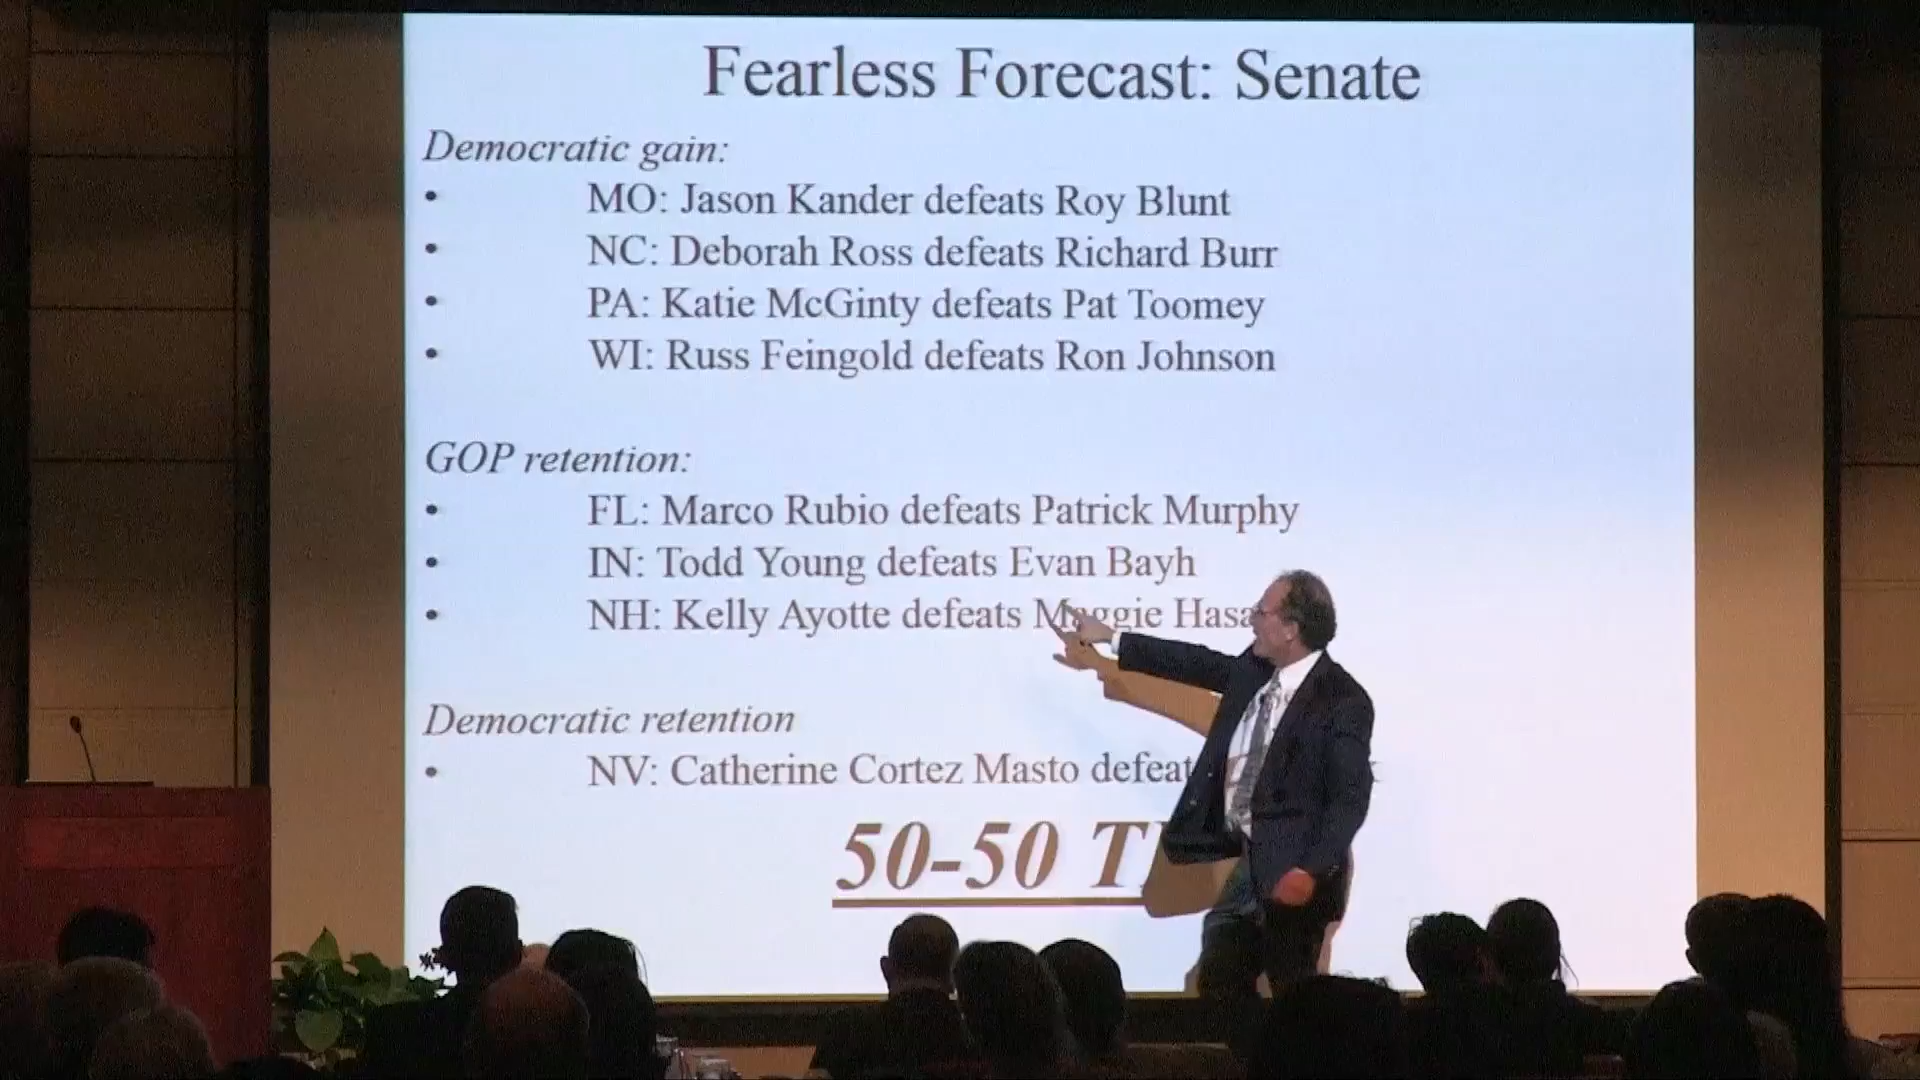 Fearless Forecast: Senate
Democratic gain:
• MO: Jason Kander defeats Roy Blunt
• NC: Deborah Ross defeats Richard Burr
• PA: Katie McGinty defeats Pat Toomey
• WI: Russ Feingold defeats Ron Johnson
GOP retention:
• FL: Marco Rubio defeats Patrick Murphy
• IN: Todd Young defeats Evan Bayh
• NH: Kelly Ayotte defeats Maggie
Democratic retention
• NV: Catherine Cortez Masto
50-50